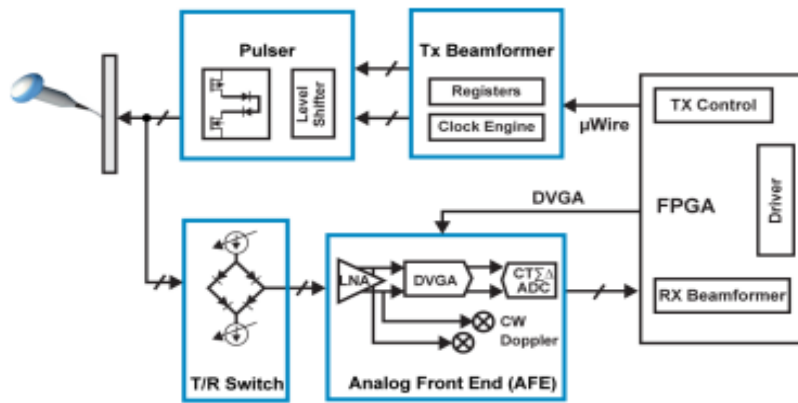 Pulser
Level
Shifter
Tx Beamformer
Registers
Clock Engine
µWire
TX Control
FPGA
Driver
RX Beamformer
DVGA
T/R Switch
LNA
DVGA
CTΣΔ
ADC
CW
Doppler
Analog Front End (AFE)